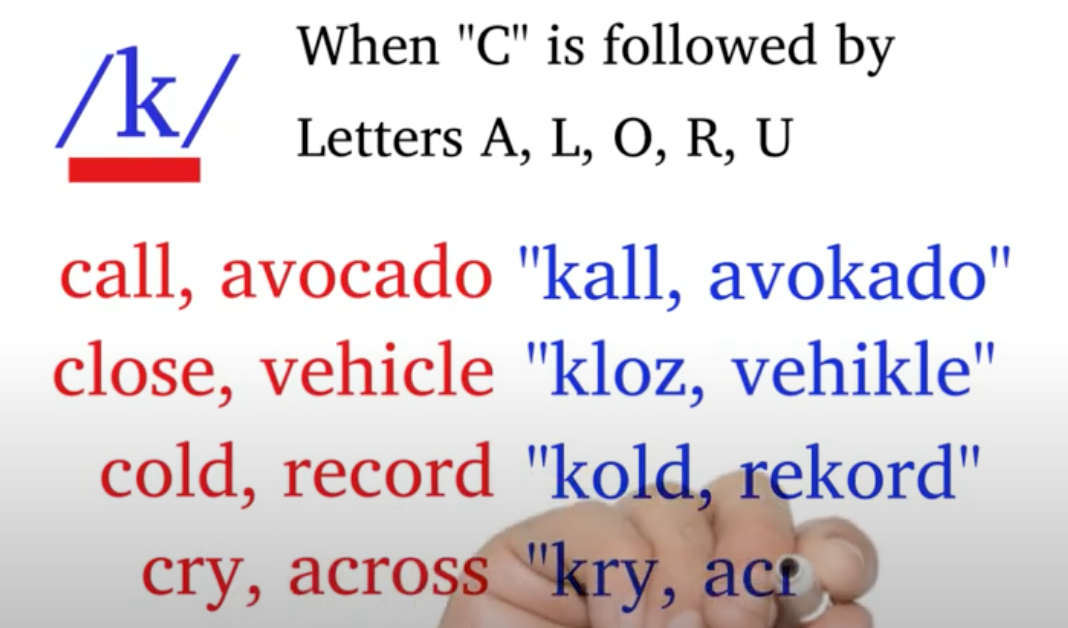 /k/
When "C" is followed by
Letters A, L, O, R, U
call, avocado "kall, avokado"
close, vehicle "kloz, vehikle"
cold, record "kold, rekord"
cry, across "kry, acr